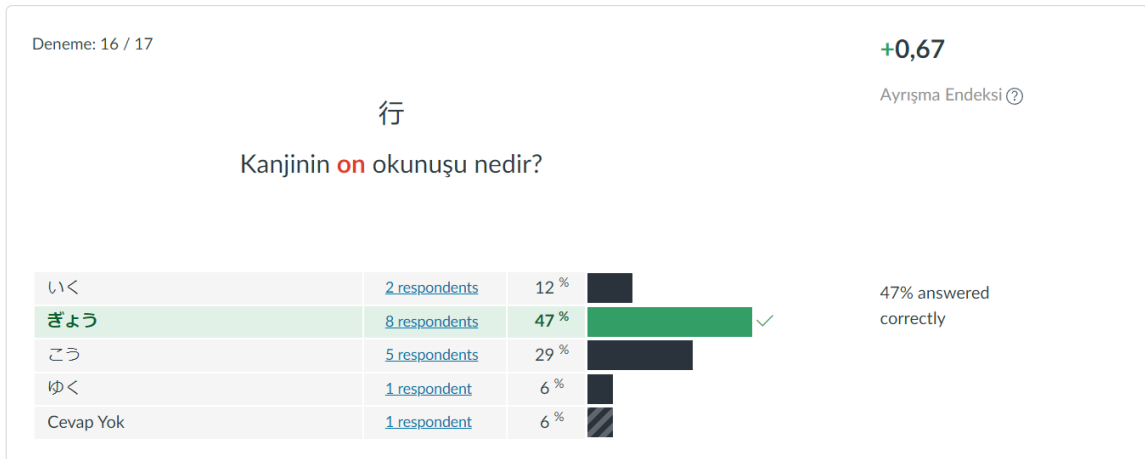 Deneme: 16 / 17
+0,67
Ayrışma Endeksi ?
行
Kanjinin on okunuşu nedir?
いく 2 respondents 12 %
ぎょう 8 respondents 47 %
こう 5 respondents 29 %
ゆく 1 respondent 6 %
Cevap Yok 1 respondent 6 %
47% answered
correctly